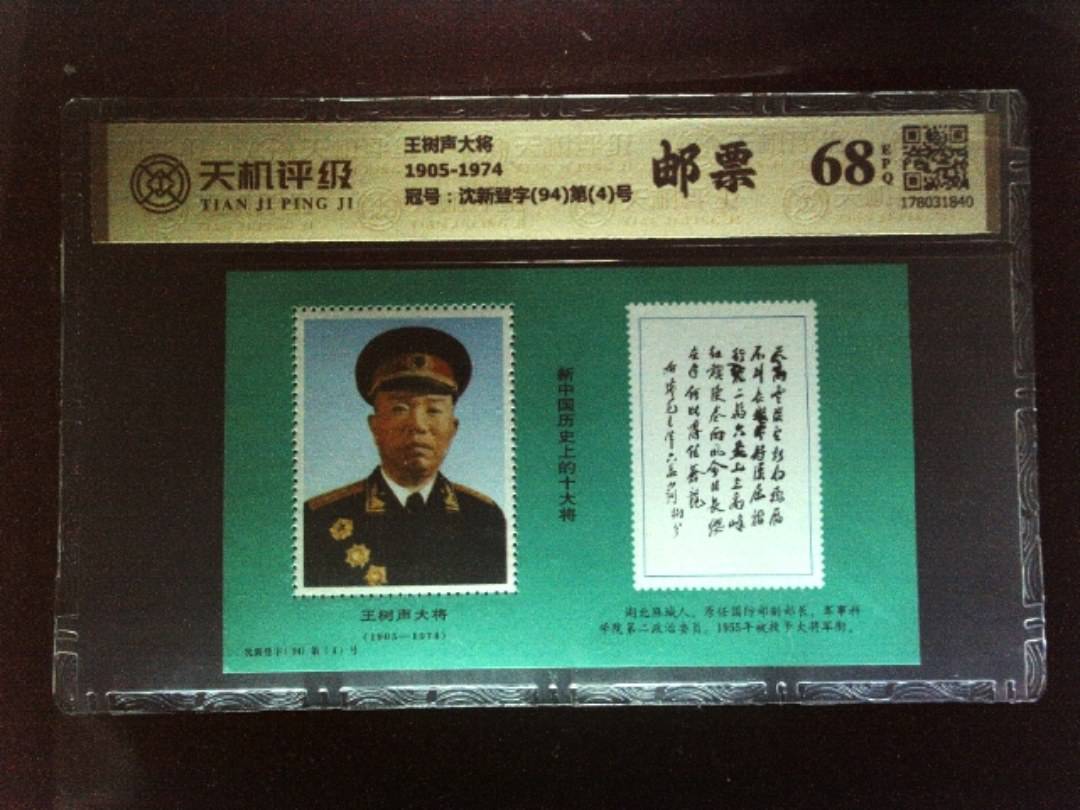 天机评级
TIAN JI PING JI
王树声大将
1905-1974
冠号：沈新登字(94)第(4)号
邮票
68
EPQ
178031840
新中国历史上的十大将
王树声大将
(1905—1974)
湖北麻城人。原任国防部副部长，军事科
学院第二政治委员。1955年被授予大将军衔。
沈新登字(94)第(4)号